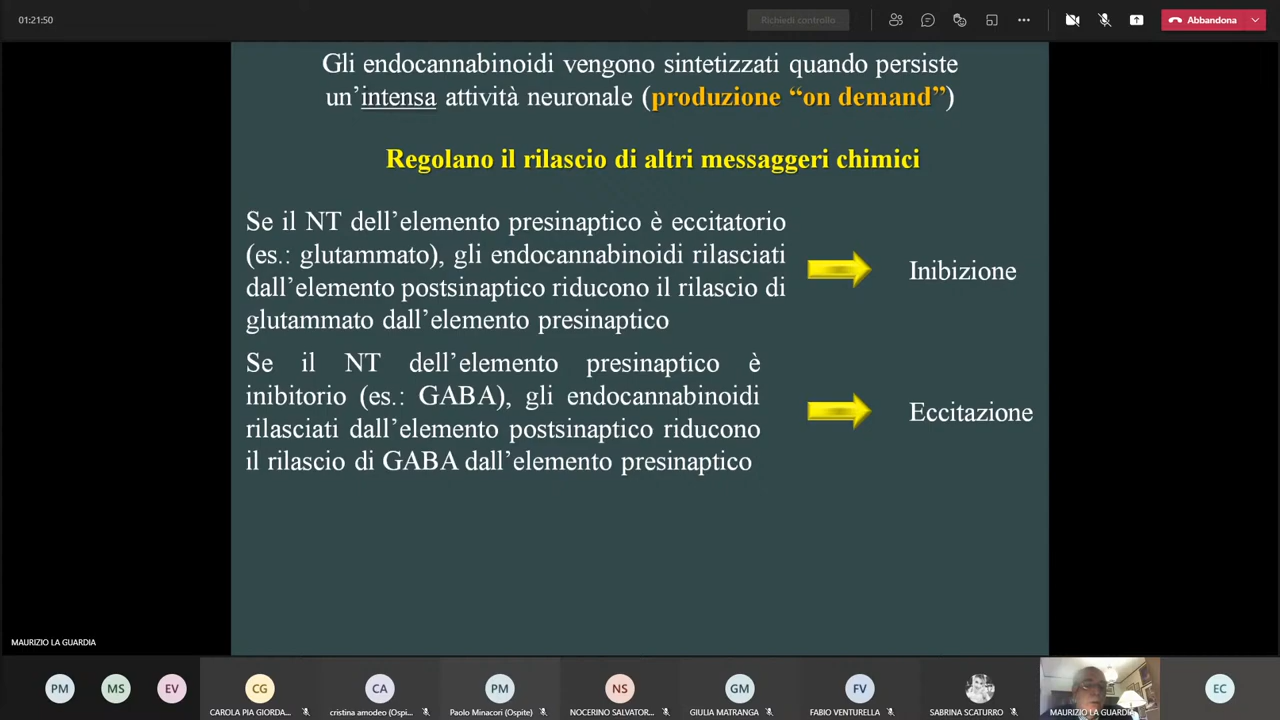 01:21:50
Richiedi controllo
Abbandona
Gli endocannabinoidi vengono sintetizzati quando persiste
un’intensa attività neuronale (produzione “on demand”)
Regolano il rilascio di altri messaggeri chimici
Se il NT dell’elemento presinaptico è eccitatorio
(es.: glutammato), gli endocannabinoidi rilasciati
dall’elemento postsinaptico riducono il rilascio di
glutammato dall’elemento presinaptico
Inibizione
Se il NT dell’elemento presinaptico è
inibitorio (es.: GABA), gli endocannabinoidi
rilasciati dall’elemento postsinaptico riducono
il rilascio di GABA dall’elemento presinaptico
Eccitazione
MAURIZIO LA GUARDIA
PM MS EV CG CA PM NS GM FV EC
CAROLA PIA GIORDA... cristina amodeo (Ospi... Paolo Minacori (Ospite) NOCERINO SALVATOR... GIULIA MATRANGA FABIO VENTURELLA SABRINA SCATURRO MAURIZIO LA GUARDIA